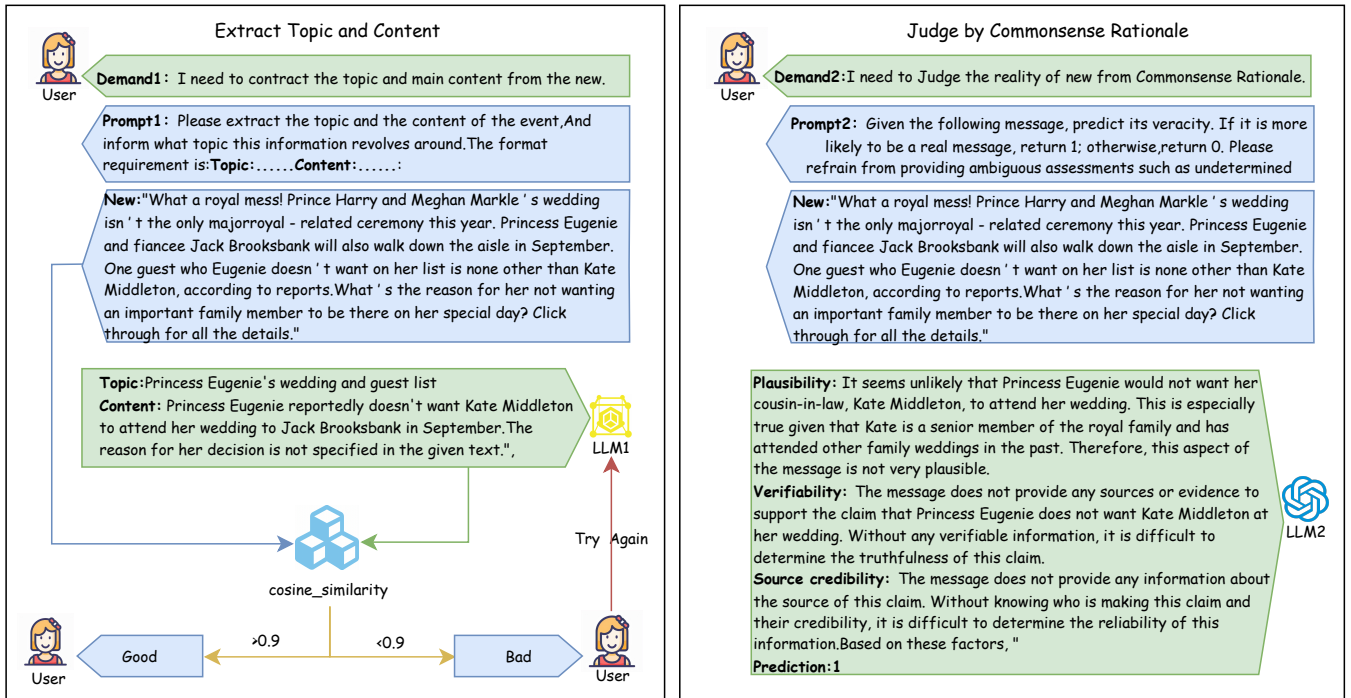 Extract Topic and Content
User
Demand1: I need to contract the topic and main content from the new.
Prompt1: Please extract the topic and the content of the event,And
inform what topic this information revolves around.The format
requirement is:Topic:......Content:......:
New:"What a royal mess! Prince Harry and Meghan Markle ' s wedding
isn ' t the only majorroyal - related ceremony this year. Princess Eugenie
and fiancee Jack Brooksbank will also walk down the aisle in September.
One guest who Eugenie doesn ' t want on her list is none other than Kate
Middleton, according to reports.What ' s the reason for her not wanting
an important family member to be there on her special day? Click
through for all the details."
Topic:Princess Eugenie's wedding and guest list
Content: Princess Eugenie reportedly doesn't want Kate Middleton
to attend her wedding to Jack Brooksbank in September.The
reason for her decision is not specified in the given text.",
LLM1
Try Again
cosine_similarity
>0.9
<0.9
Good
Bad
User
User
Judge by Commonsense Rationale
User
Demand2:I need to Judge the reality of new from Commonsense Rationale.
Prompt2: Given the following message, predict its veracity. If it is more
likely to be a real message, return 1; otherwise,return 0. Please
refrain from providing ambiguous assessments such as undetermined
New:"What a royal mess! Prince Harry and Meghan Markle ' s wedding
isn ' t the only majorroyal - related ceremony this year. Princess Eugenie
and fiancee Jack Brooksbank will also walk down the aisle in September.
One guest who Eugenie doesn ' t want on her list is none other than Kate
Middleton, according to reports.What ' s the reason for her not wanting
an important family member to be there on her special day? Click
through for all the details."
Plausibility: It seems unlikely that Princess Eugenie would not want her
cousin-in-law, Kate Middleton, to attend her wedding. This is especially
true given that Kate is a senior member of the royal family and has
attended other family weddings in the past. Therefore, this aspect of
the message is not very plausible.
Verifiability: The message does not provide any sources or evidence to
support the claim that Princess Eugenie does not want Kate Middleton at
her wedding. Without any verifiable information, it is difficult to
determine the truthfulness of this claim.
Source credibility: The message does not provide any information about
the source of this claim. Without knowing who is making this claim and
their credibility, it is difficult to determine the reliability of this
information.Based on these factors, "
Prediction:1
LLM2